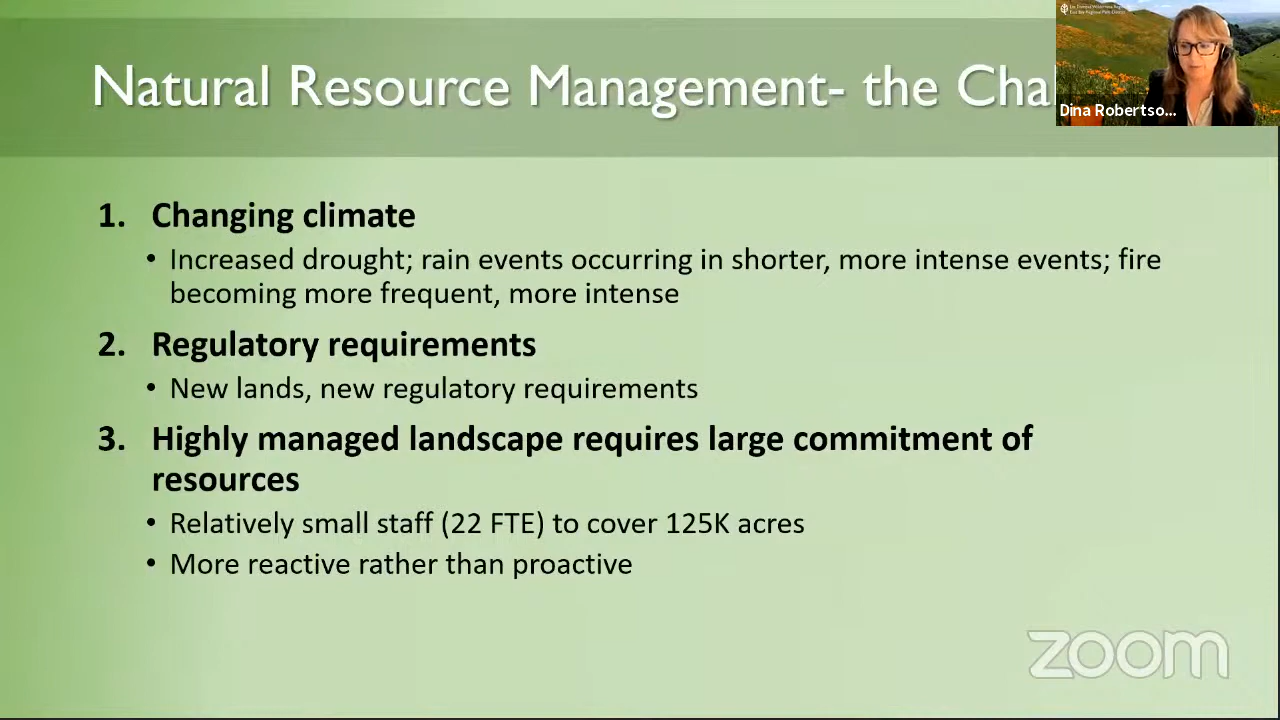 Natural Resource Management- the Cha
Dina Robertso...
1. Changing climate
• Increased drought; rain events occurring in shorter, more intense events; fire
becoming more frequent, more intense
2. Regulatory requirements
• New lands, new regulatory requirements
3. Highly managed landscape requires large commitment of
resources
• Relatively small staff (22 FTE) to cover 125K acres
• More reactive rather than proactive
zoom